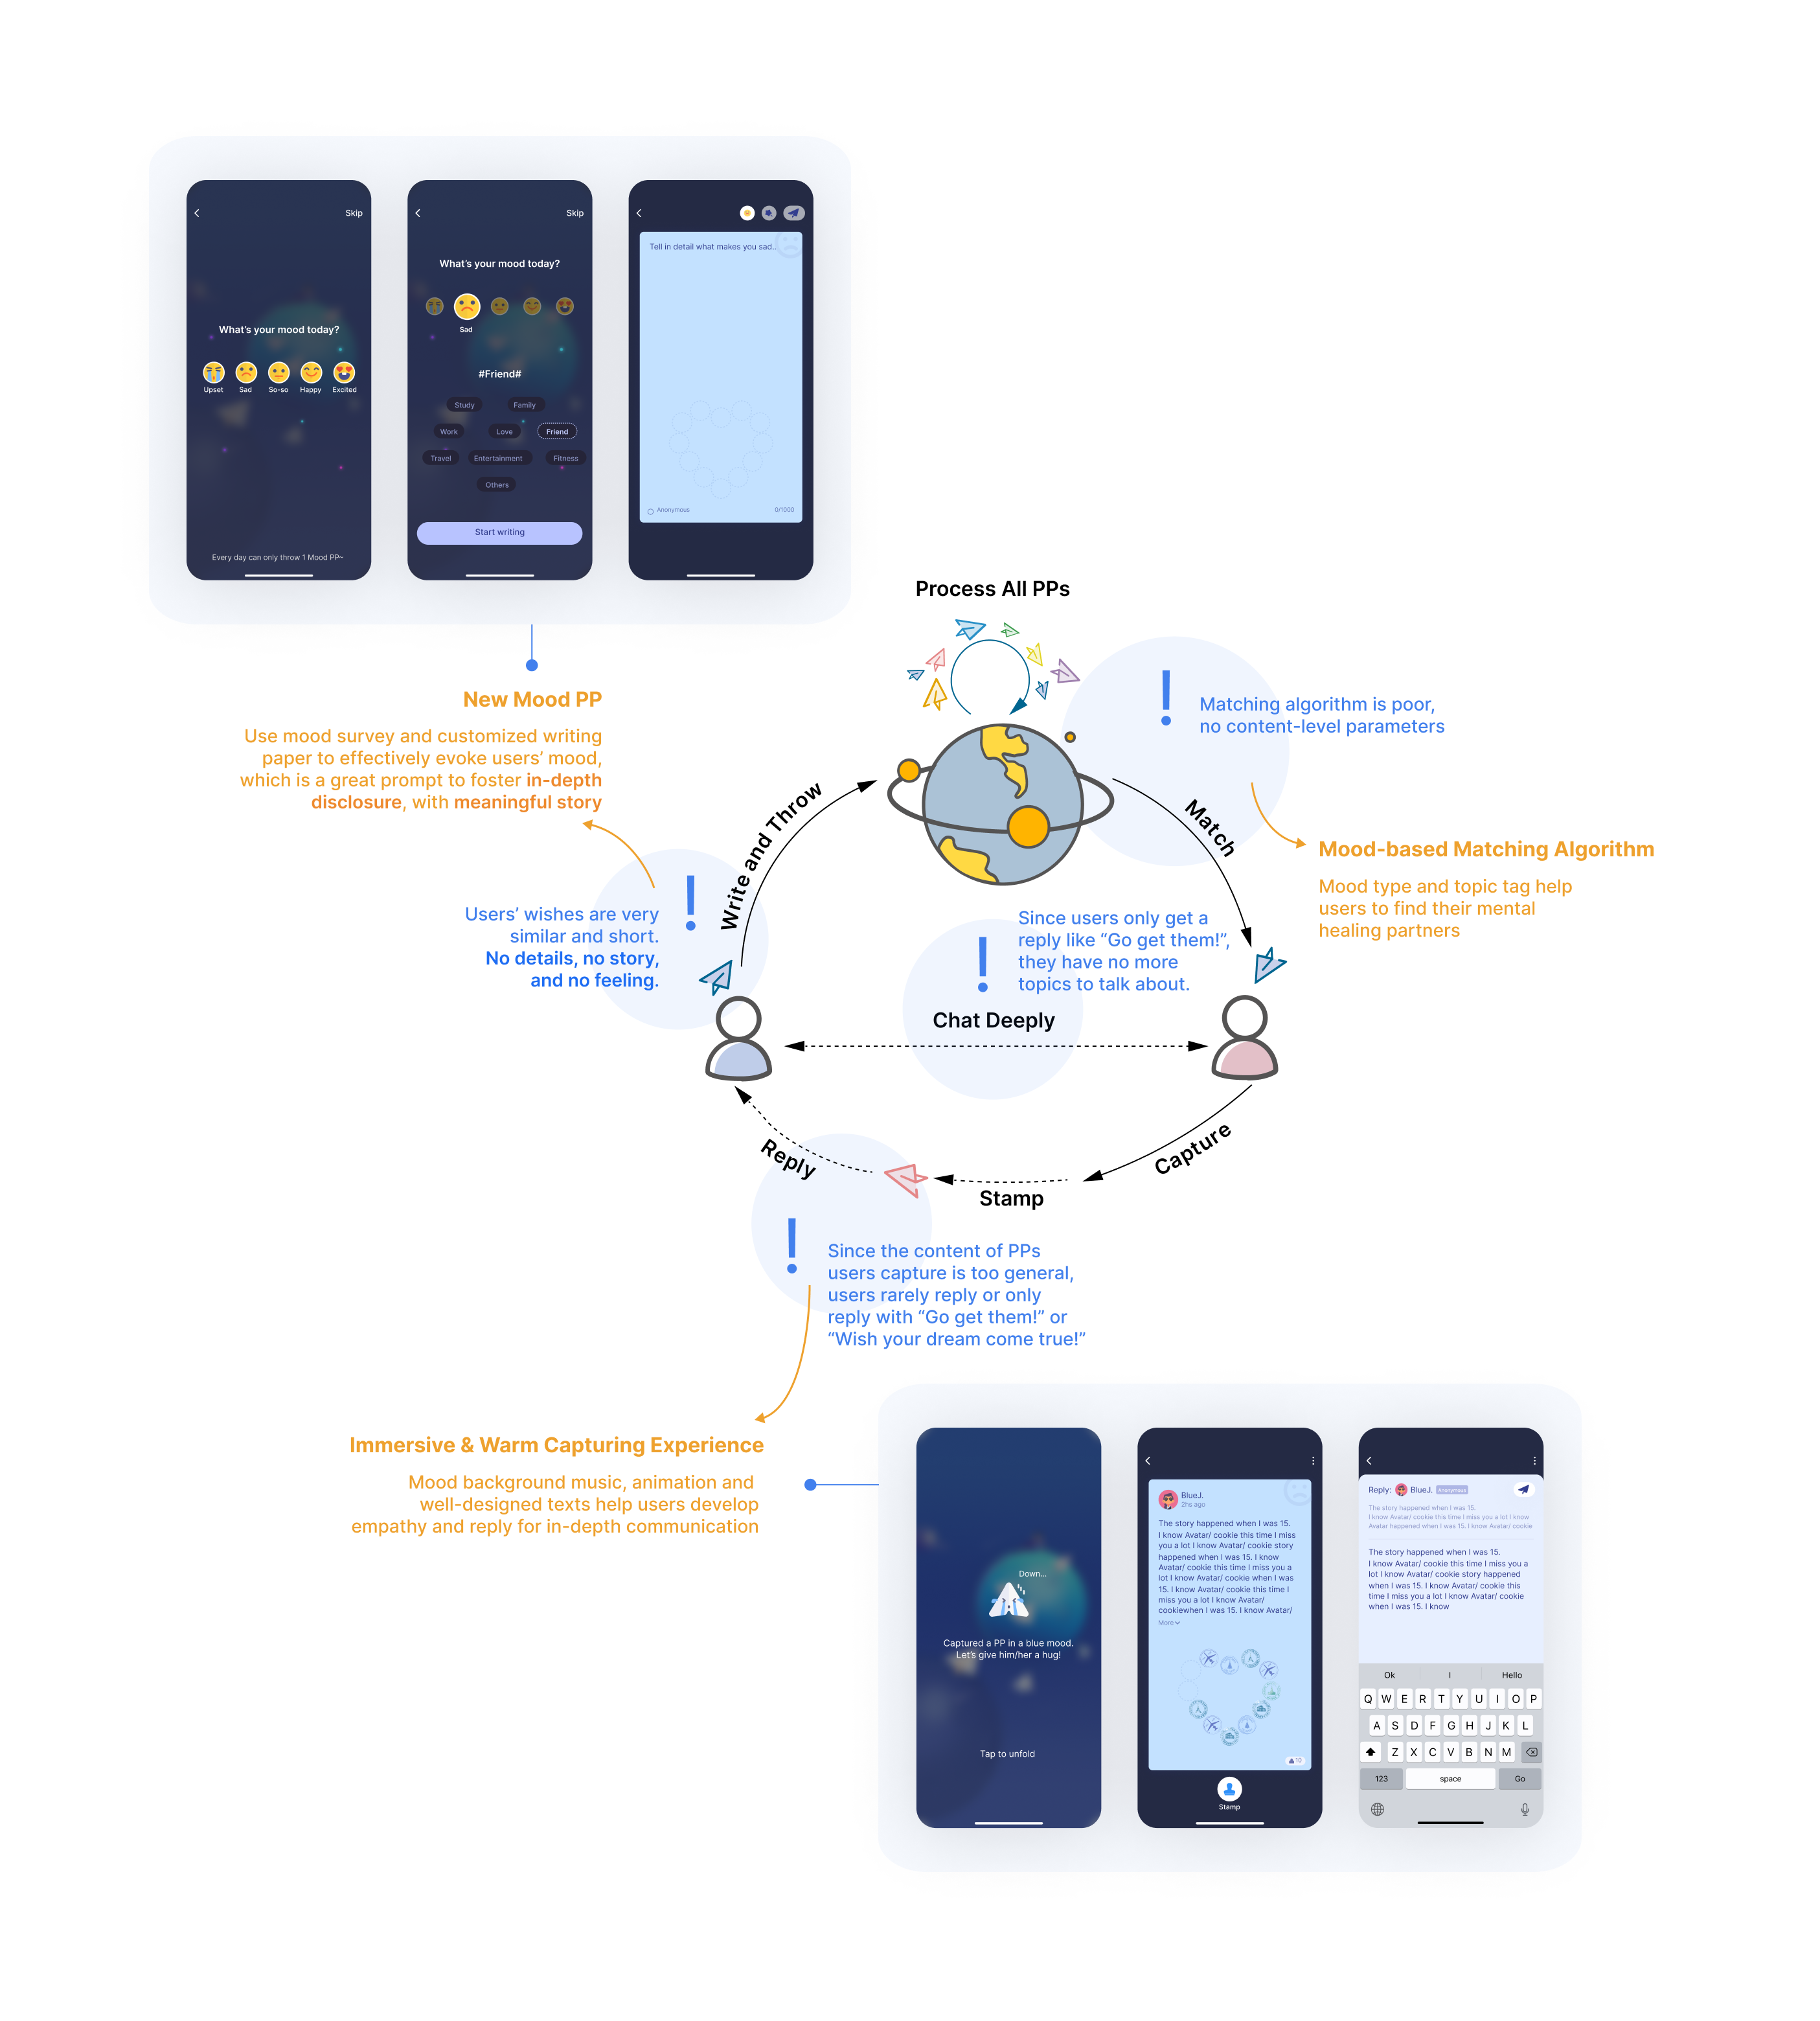 Skip
What's your mood today?
Upset Sad So-so Happy Excited
Every day can only throw 1 Mood PP~
Skip
What's your mood today?
Sad
#Friend#
Study Family
Work Love Friend
Travel Entertainment Fitness
Others
Start writing
Tell in detail what makes you sad..
Anonymous 0/1000
New Mood PP
Use mood survey and customized writing
paper to effectively evoke users' mood,
which is a great prompt to foster in-depth
disclosure, with meaningful story
Process All PPs
Matching algorithm is poor,
no content-level parameters
Write and Throw
Match
Mood-based Matching Algorithm
Mood type and topic tag help
users to find their mental
healing partners
Users' wishes are very
similar and short.
No details, no story,
and no feeling.
Since users only get a
reply like “Go get them!”,
they have no more
topics to talk about.
Chat Deeply
Reply
Stamp
Capture
Since the content of PPs
users capture is too general,
users rarely reply or only
reply with “Go get them!” or
“Wish your dream come true!”
Immersive & Warm Capturing Experience
Mood background music, animation and
well-designed texts help users develop
empathy and reply for in-depth communication
Down...
Captured a PP in a blue mood.
Let's give him/her a hug!
Tap to unfold
BlueJ.
2hs ago
The story happened when I was 15.
I know Avatar/ cookie this time I miss
you a lot I know Avatar/ cookie story
happened when I was 15. I know
Avatar/ cookie this time I miss you a
lot I know Avatar/ cookie when I was
15. I know Avatar/ cookie this time I
miss you a lot I know Avatar/
cookiewhen I was 15. I know Avatar/
More
10
Stamp
Reply: BlueJ. Anonymous
The story happened when I was 15.
I know Avatar/ cookie this time I miss you a lot I know
Avatar happened when I was 15. I know Avatar/ cookie
The story happened when I was 15.
I know Avatar/ cookie this time I miss you a
lot I know Avatar/ cookie story happened
when I was 15. I know Avatar/ cookie this
time I miss you a lot I know Avatar/ cookie
when I was 15. I know
Ok I Hello
Q W E R T Y U I O P
A S D F G H J K L
Z X C V B N M
123 space Go